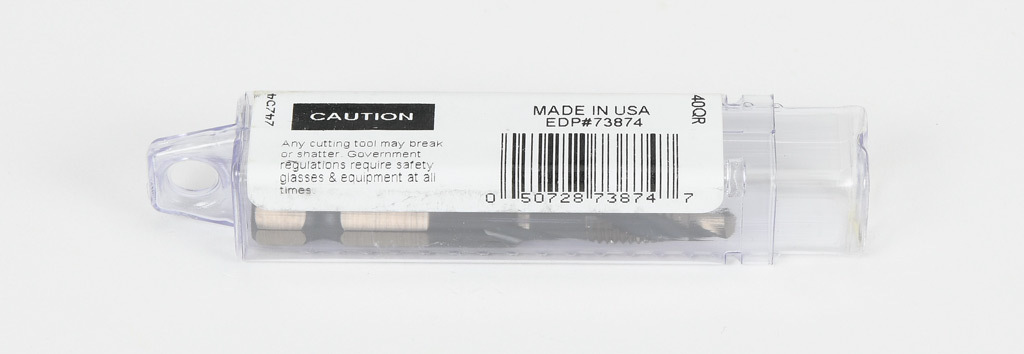 CAUTION
Any cutting tool may break
or shatter. Government
regulations require safety
glasses & equipment at all
times
MADE IN USA
EDP#73874
0 50728 73874 7
40QR